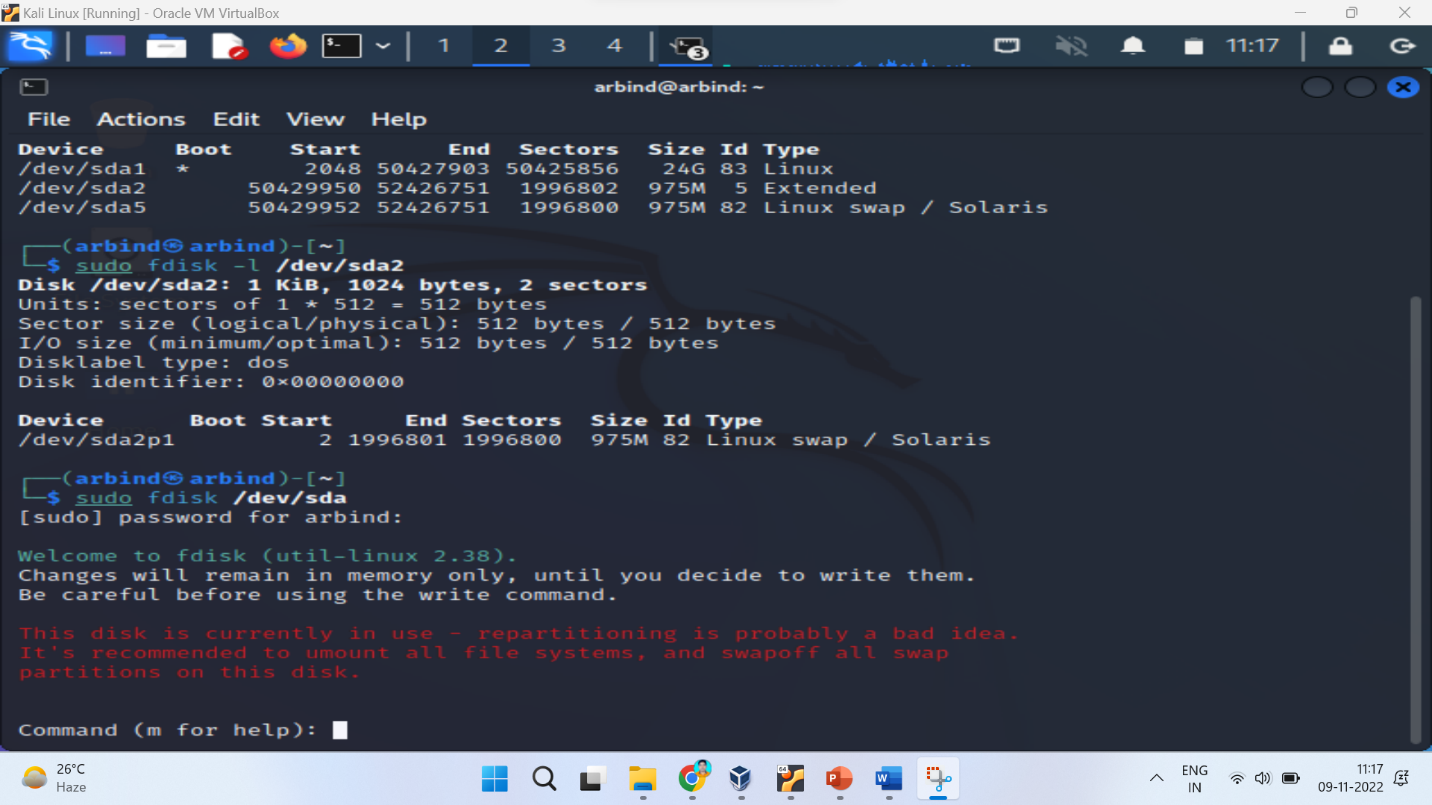 Kali Linux [Running] - Oracle VM VirtualBox
1 2 3 4 3 11:17
arbind@arbind: ~
File Actions Edit View Help
Device Boot Start End Sectors Size Id Type
/dev/sda1 * 2048 50427903 50425856 24G 83 Linux
/dev/sda2 50429950 52426751 1996802 975M 5 Extended
/dev/sda5 50429952 52426751 1996800 975M 82 Linux swap / Solaris
┌──(arbind㉿arbind)-[~]
└─$ sudo fdisk -l /dev/sda2
Disk /dev/sda2: 1 KiB, 1024 bytes, 2 sectors
Units: sectors of 1 * 512 = 512 bytes
Sector size (logical/physical): 512 bytes / 512 bytes
I/O size (minimum/optimal): 512 bytes / 512 bytes
Disklabel type: dos
Disk identifier: 0×00000000
Device Boot Start End Sectors Size Id Type
/dev/sda2p1 2 1996801 1996800 975M 82 Linux swap / Solaris
┌──(arbind㉿arbind)-[~]
└─$ sudo fdisk /dev/sda
[sudo] password for arbind:
Welcome to fdisk (util-linux 2.38).
Changes will remain in memory only, until you decide to write them.
Be careful before using the write command.
This disk is currently in use - repartitioning is probably a bad idea.
It's recommended to umount all file systems, and swapoff all swap
partitions on this disk.
Command (m for help):
26°C
Haze
ENG
IN
11:17
09-11-2022